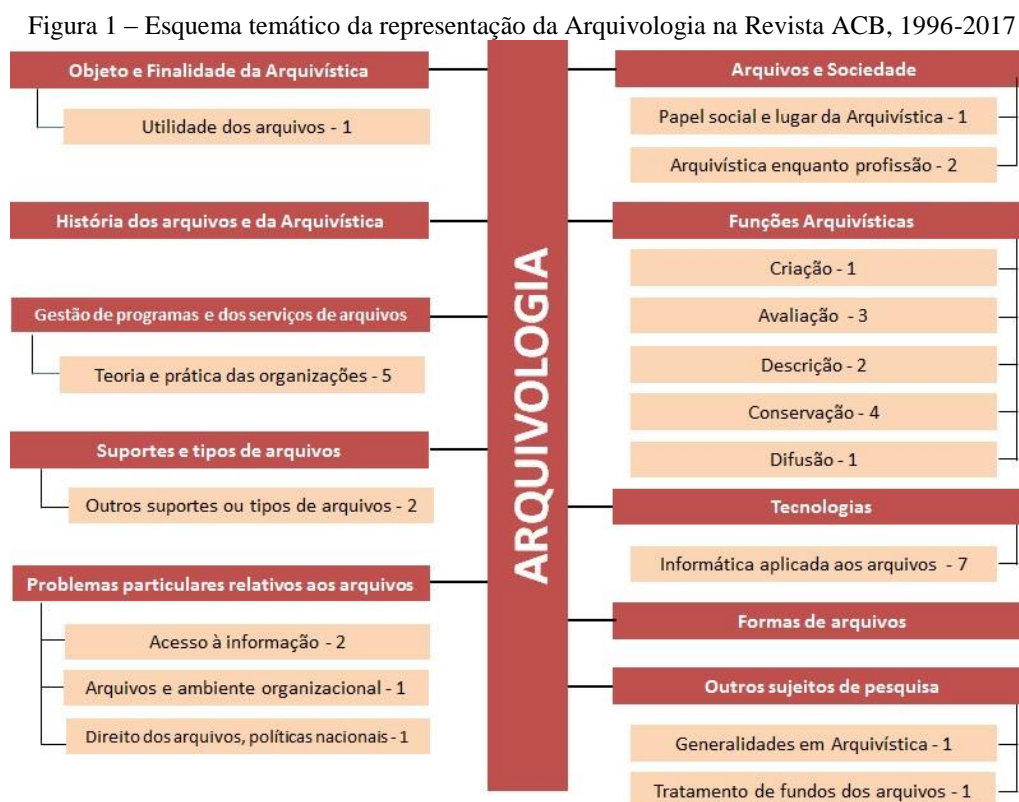 Figura 1 – Esquema temático da representação da Arquivologia na Revista ACB, 1996-2017
Objeto e Finalidade da Arquivística
Utilidade dos arquivos - 1
História dos arquivos e da Arquivística
Gestão de programas e dos serviços de arquivos
Teoria e prática das organizações - 5
Suportes e tipos de arquivos
Outros suportes ou tipos de arquivos - 2
Problemas particulares relativos aos arquivos
Acesso à informação - 2
Arquivos e ambiente organizacional - 1
Direito dos arquivos, políticas nacionais - 1
ARQUIVOLOGIA
Arquivos e Sociedade
Papel social e lugar da Arquivística - 1
Arquivística enquanto profissão - 2
Funções Arquivísticas
Criação - 1
Avaliação - 3
Descrição - 2
Conservação - 4
Difusão - 1
Tecnologias
Informática aplicada aos arquivos - 7
Formas de arquivos
Outros sujeitos de pesquisa
Generalidades em Arquivística - 1
Tratamento de fundos dos arquivos - 1